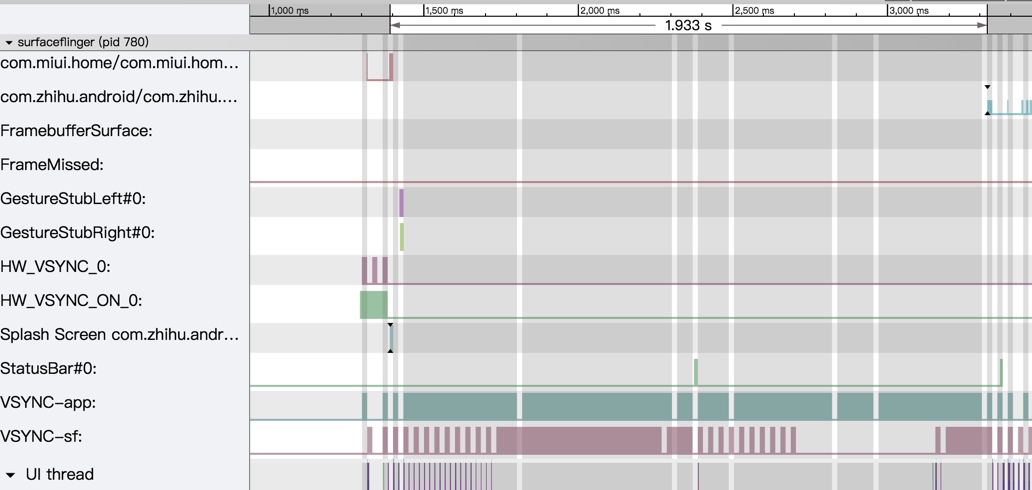 1,000 ms
1,500 ms
2,000 ms
2,500 ms
3,000 ms
1.933 s
surfaceflinger (pid 780)
com.miui.home/com.miui.hom...
com.zhihu.android/com.zhihu....
FramebufferSurface:
FrameMissed:
GestureStubLeft#0:
GestureStubRight#0:
HW_VSYNC_0:
HW_VSYNC_ON_0:
Splash Screen com.zhihu.andr...
StatusBar#0:
VSYNC-app:
VSYNC-sf:
UI thread